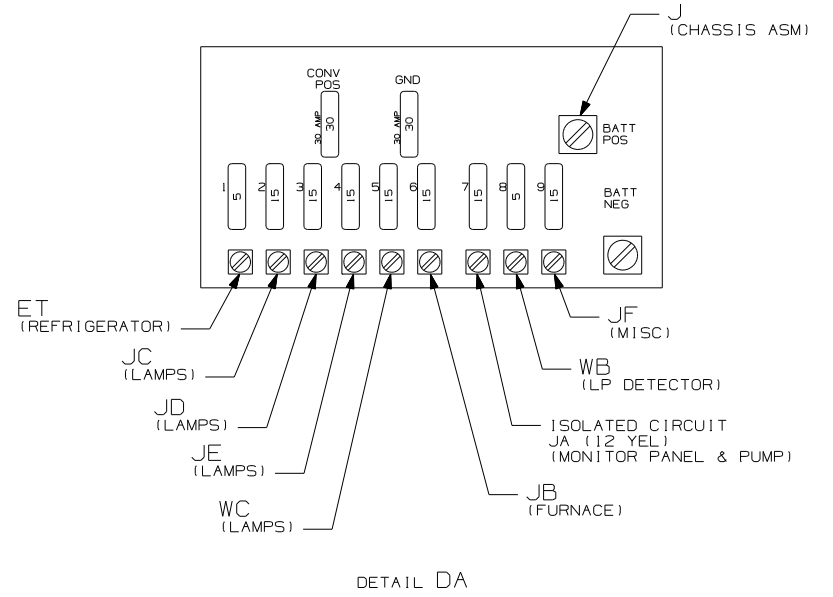 J
(CHASSIS ASM)
CONV
POS
GND
30 AMP
30
30 AMP
30
BATT
POS
1
5
2
15
3
15
4
15
5
15
6
15
7
15
8
5
9
15
BATT
NEG
ET
(REFRIGERATOR)
JF
(MISC)
JC
(LAMPS)
WB
(LP DETECTOR)
JD
(LAMPS)
ISOLATED CIRCUIT
JA (12 YEL)
(MONITOR PANEL & PUMP)
JE
(LAMPS)
JB
(FURNACE)
WC
(LAMPS)
DETAIL DA